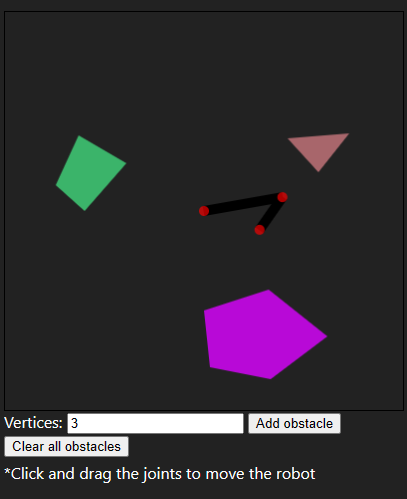 Vertices: 3 Add obstacle
Clear all obstacles
*Click and drag the joints to move the robot